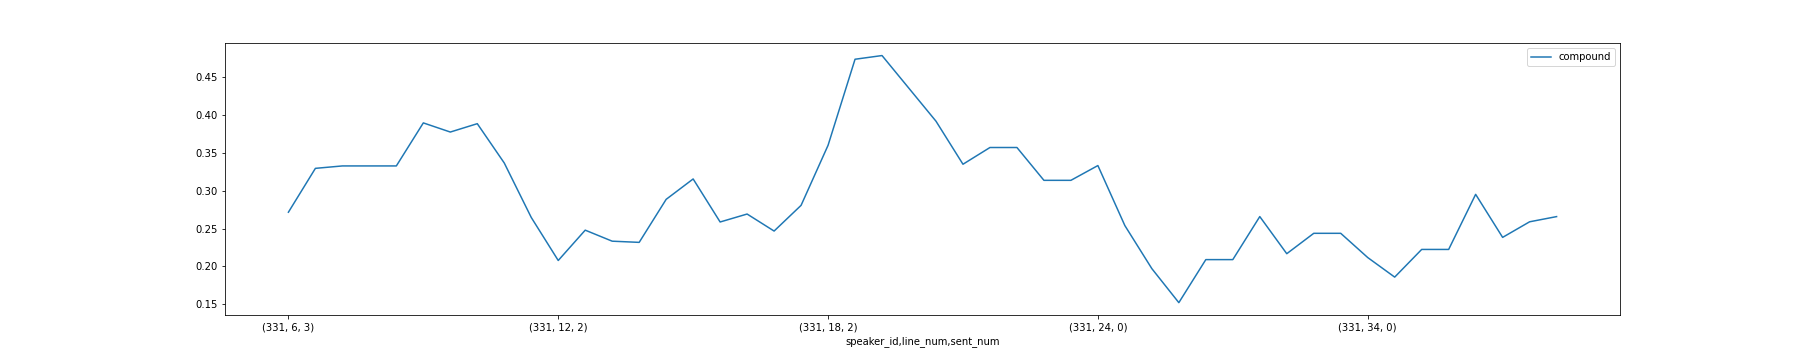 compound
0.45
0.40
0.35
0.30
0.25
0.20
0.15
(331, 6, 3) (331, 12, 2) (331, 18, 2) (331, 24, 0) (331, 34, 0)
speaker_id,line_num,sent_num